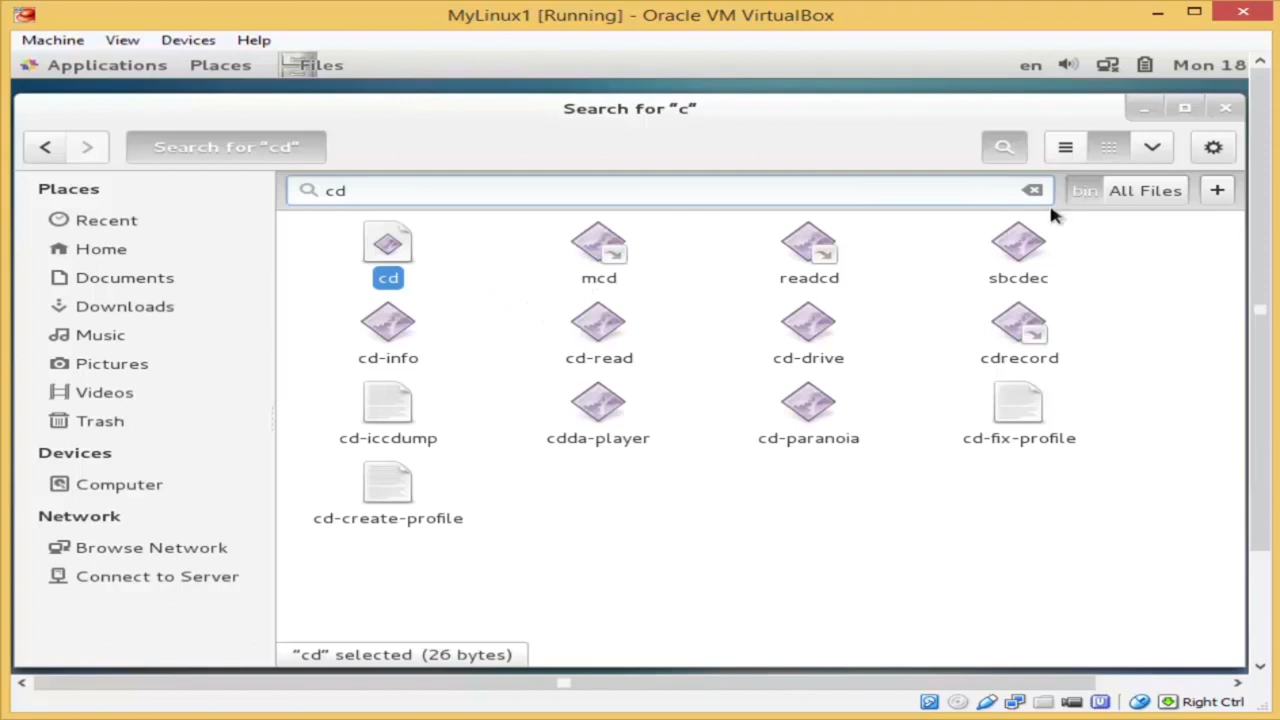 MyLinux1 [Running] - Oracle VM VirtualBox
Machine View Devices Help
Applications Places Files en Mon 18
Search for "c"
Search for "cd"
cd bin All Files
Places
Recent
Home
Documents
Downloads
Music
Pictures
Videos
Trash
Devices
Computer
Network
Browse Network
Connect to Server
cd mcd readcd sbcdec
cd-info cd-read cd-drive cdrecord
cd-iccdump cdda-player cd-paranoia cd-fix-profile
cd-create-profile
"cd" selected (26 bytes)
Right Ctrl